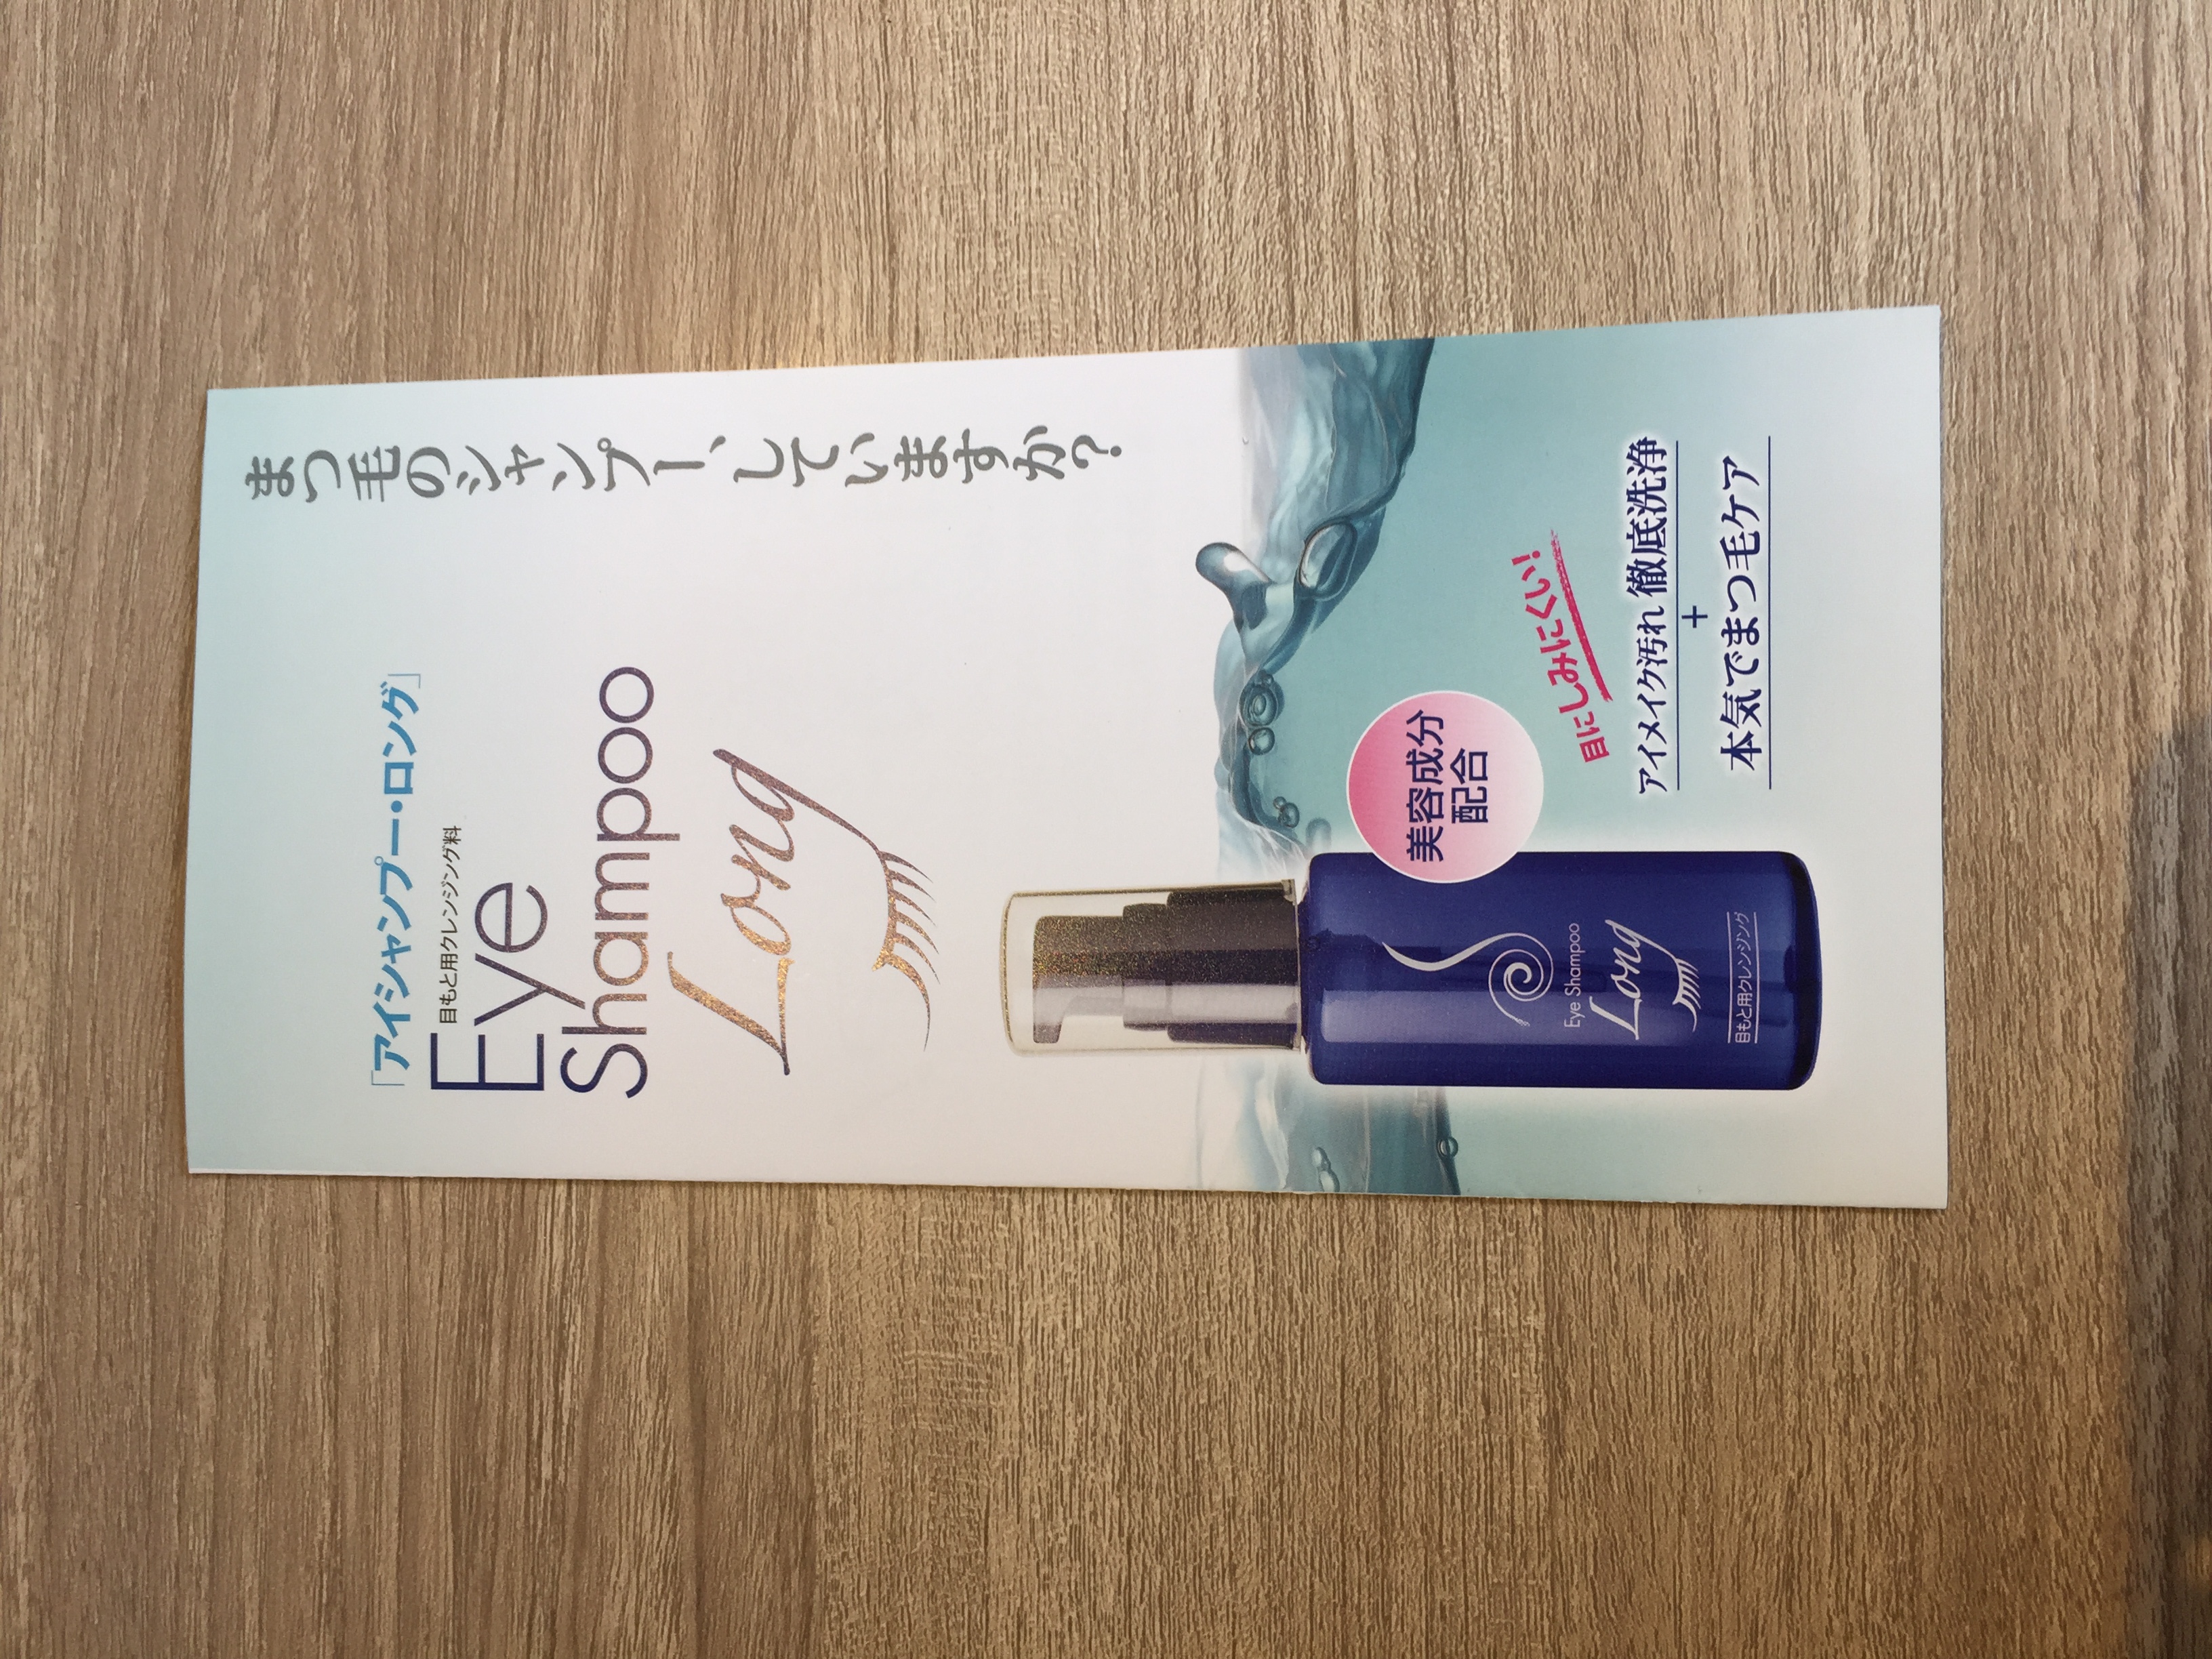 まつ毛のシャンプー、していますか?
「アイシャンプー・ロング」
目もと用クレンジング料
Eye
Shampoo
Long
美容成分
配合
目にしみにくい!
アイメイク汚れ 徹底洗浄
+
本気でまつ毛ケア
Eye Shampoo
Long
目もと用クレンジング